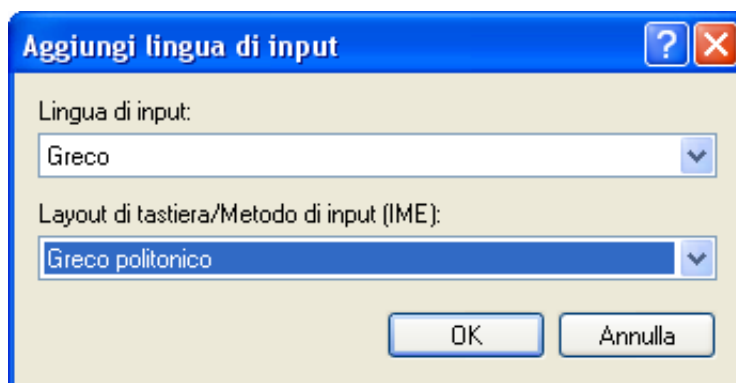 Aggiungi lingua di input
Lingua di input:
Greco
Layout di tastiera/Metodo di input (IME):
Greco politonico
OK Annulla